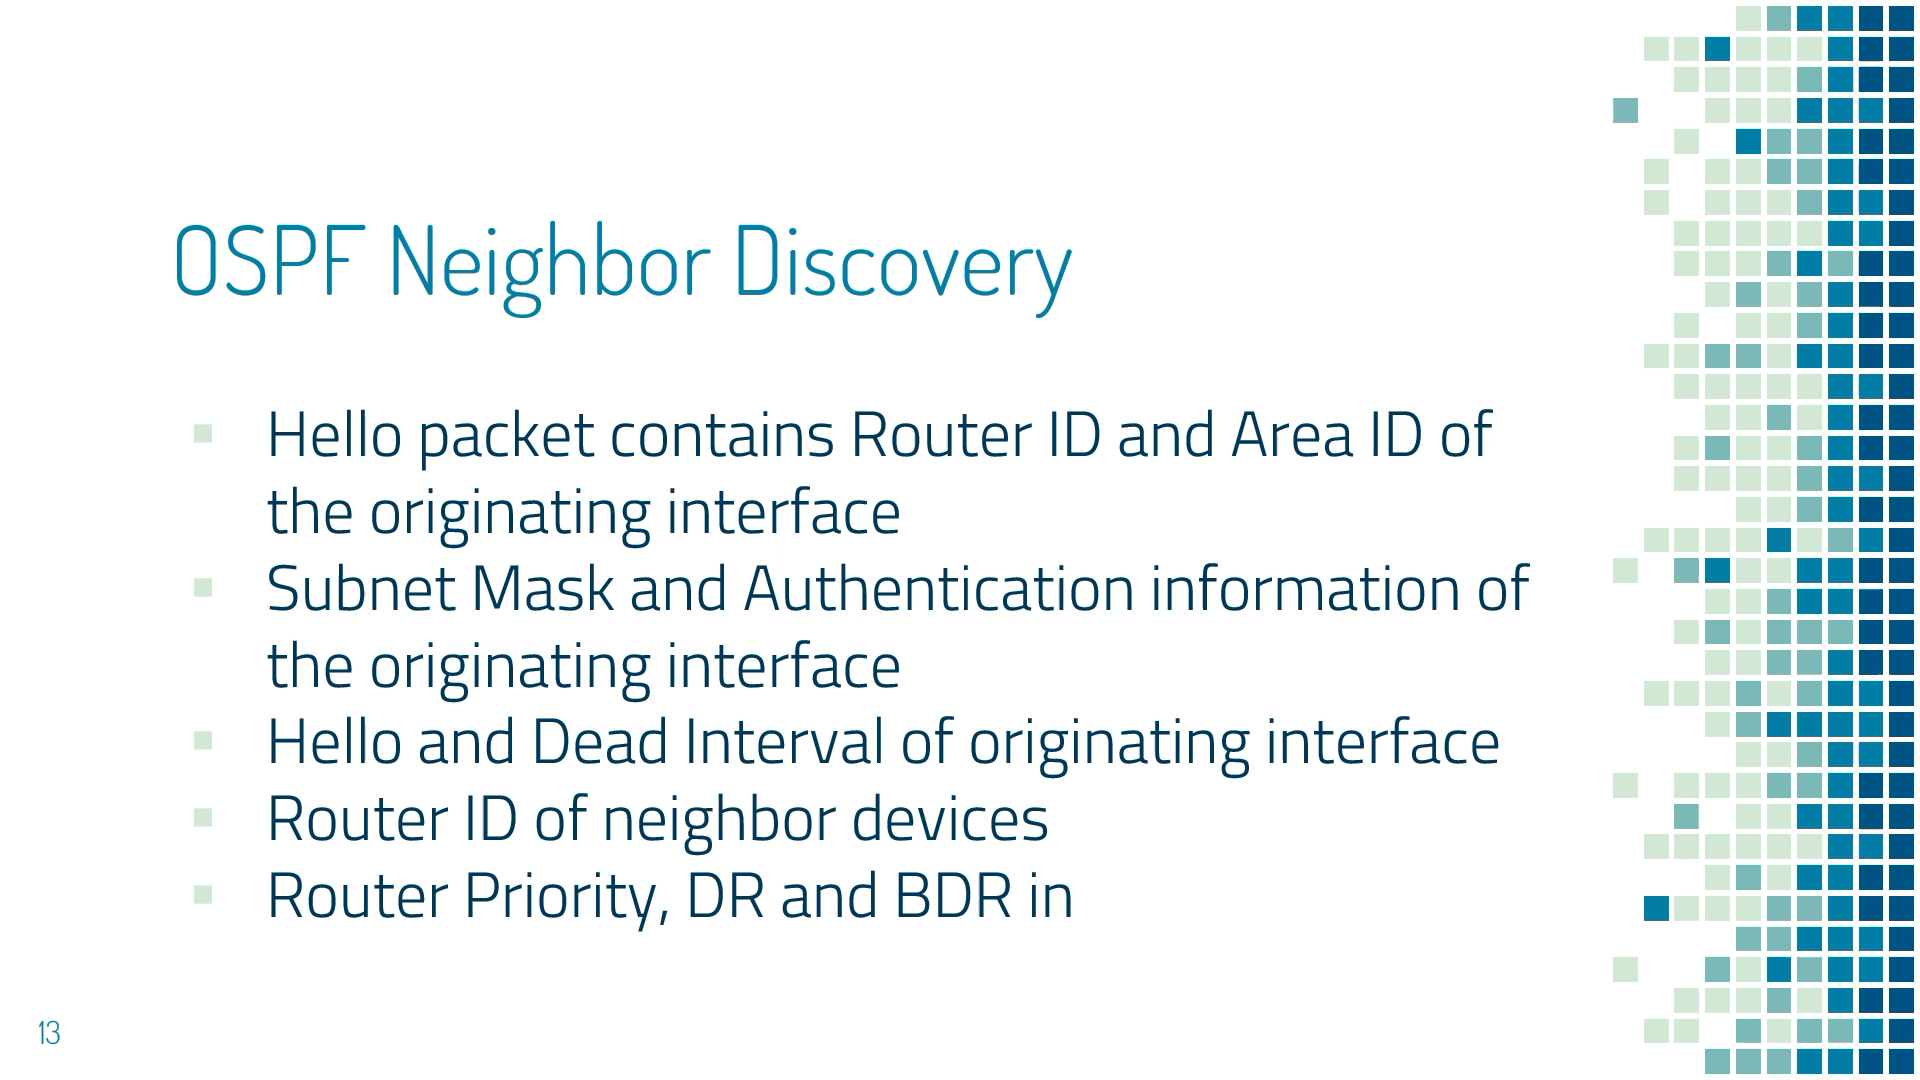 OSPF Neighbor Discovery
Hello packet contains Router ID and Area ID of
the originating interface
Subnet Mask and Authentication information of
the originating interface
Hello and Dead Interval of originating interface
Router ID of neighbor devices
Router Priority, DR and BDR in
13